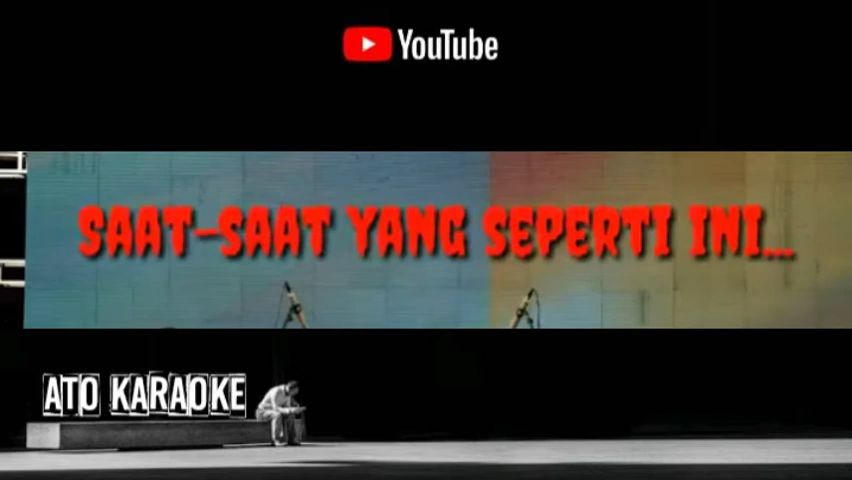 YouTube
SAAT-SAAT YANG SEPERTI INI...
ATO KARAOKE